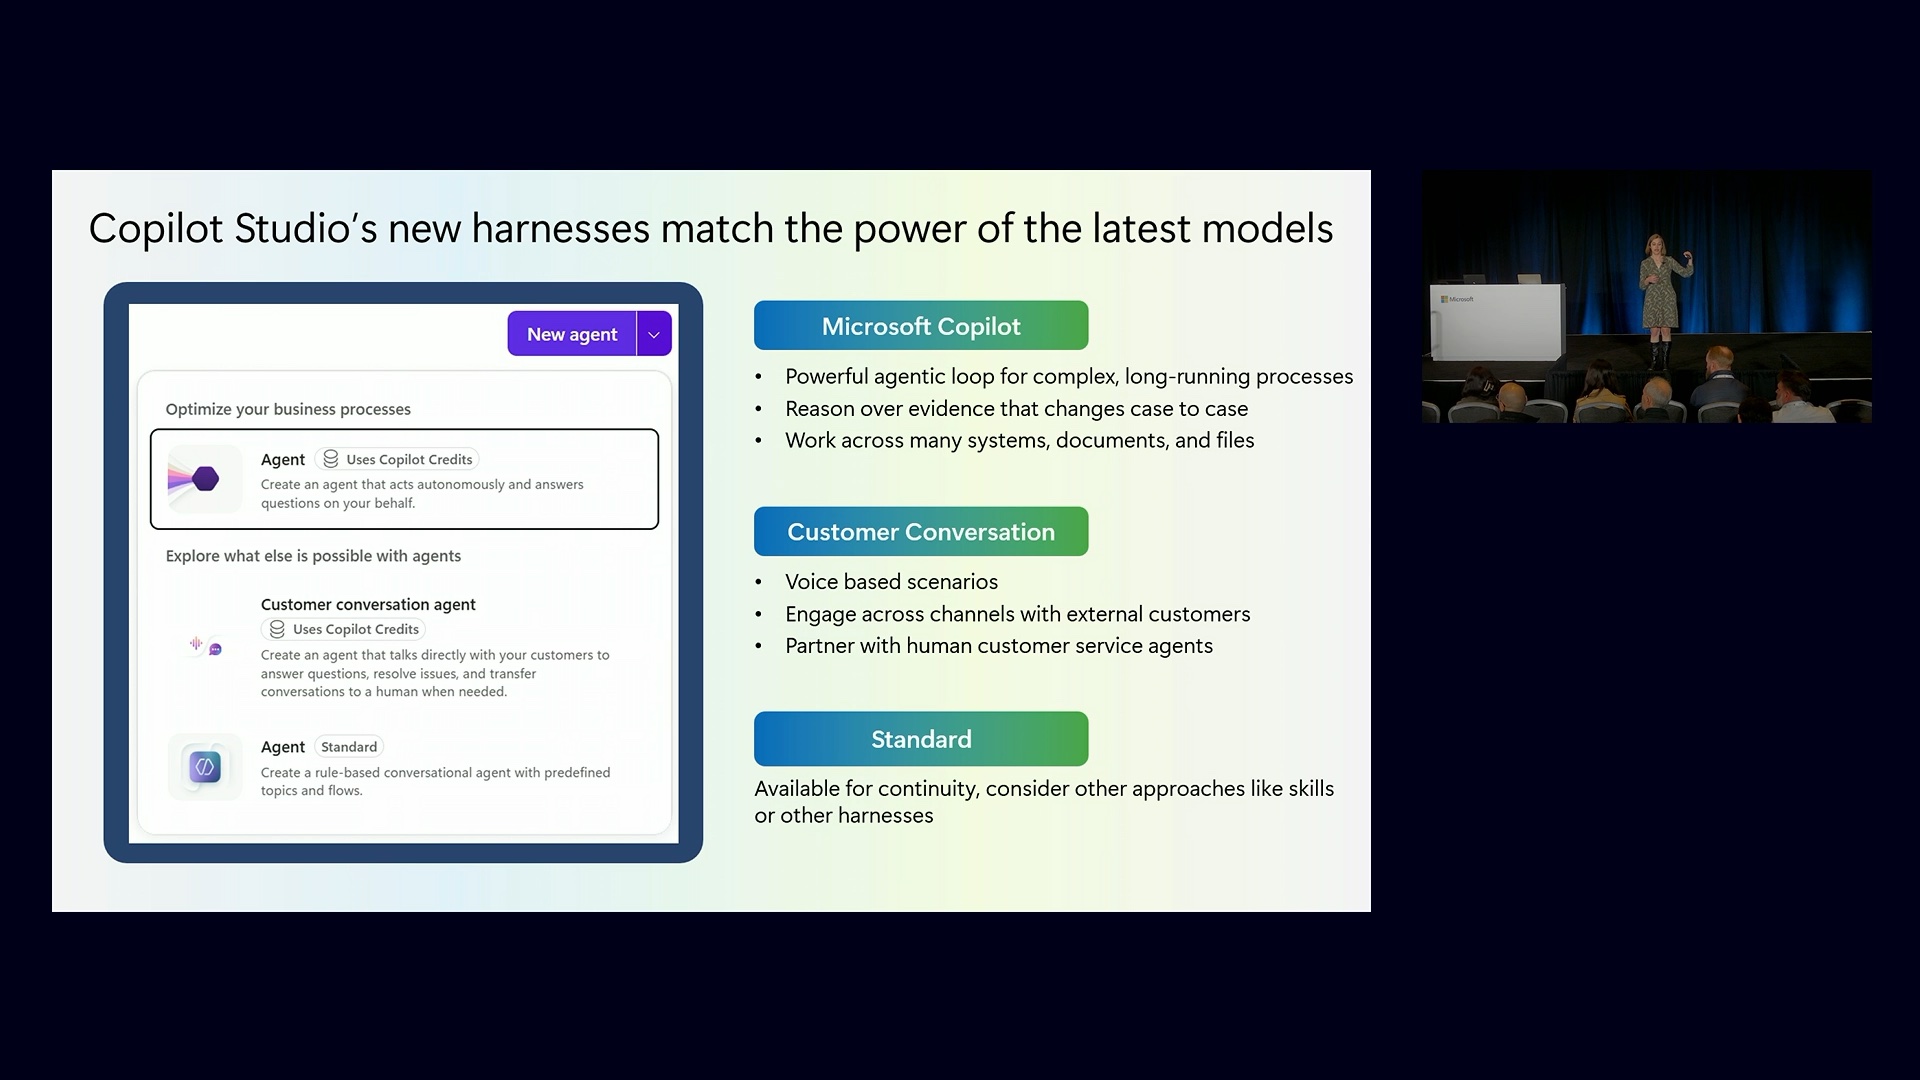 Copilot Studio's new harnesses match the power of the latest models
New agent
Optimize your business processes
Agent Uses Copilot Credits
Create an agent that acts autonomously and answers
questions on your behalf.
Explore what else is possible with agents
Customer conversation agent
Uses Copilot Credits
Create an agent that talks directly with your customers to
answer questions, resolve issues, and transfer
conversations to a human when needed.
Agent Standard
Create a rule-based conversational agent with predefined
topics and flows.
Microsoft Copilot
• Powerful agentic loop for complex, long-running processes
• Reason over evidence that changes case to case
• Work across many systems, documents, and files
Customer Conversation
• Voice based scenarios
• Engage across channels with external customers
• Partner with human customer service agents
Standard
Available for continuity, consider other approaches like skills
or other harnesses
Microsoft